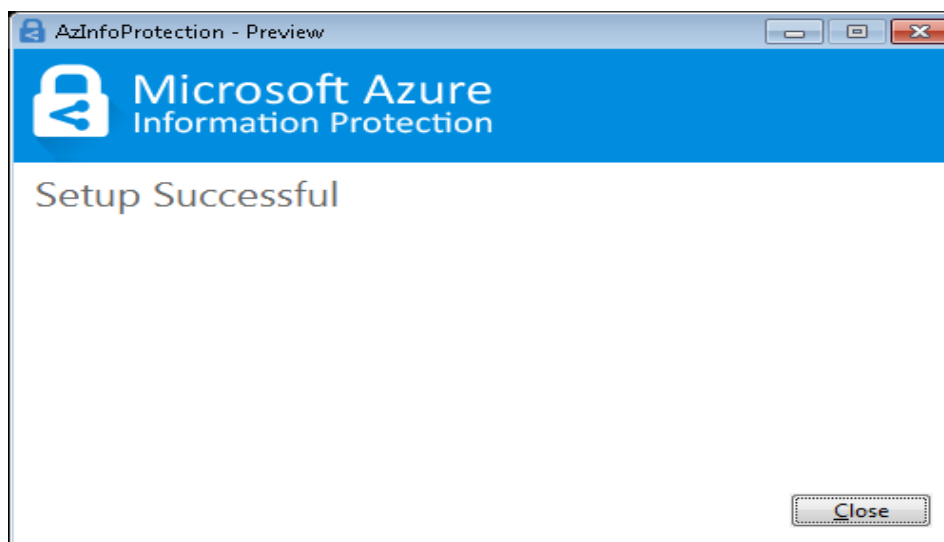 AzInfoProtection - Preview
Microsoft Azure
Information Protection
Setup Successful
Close